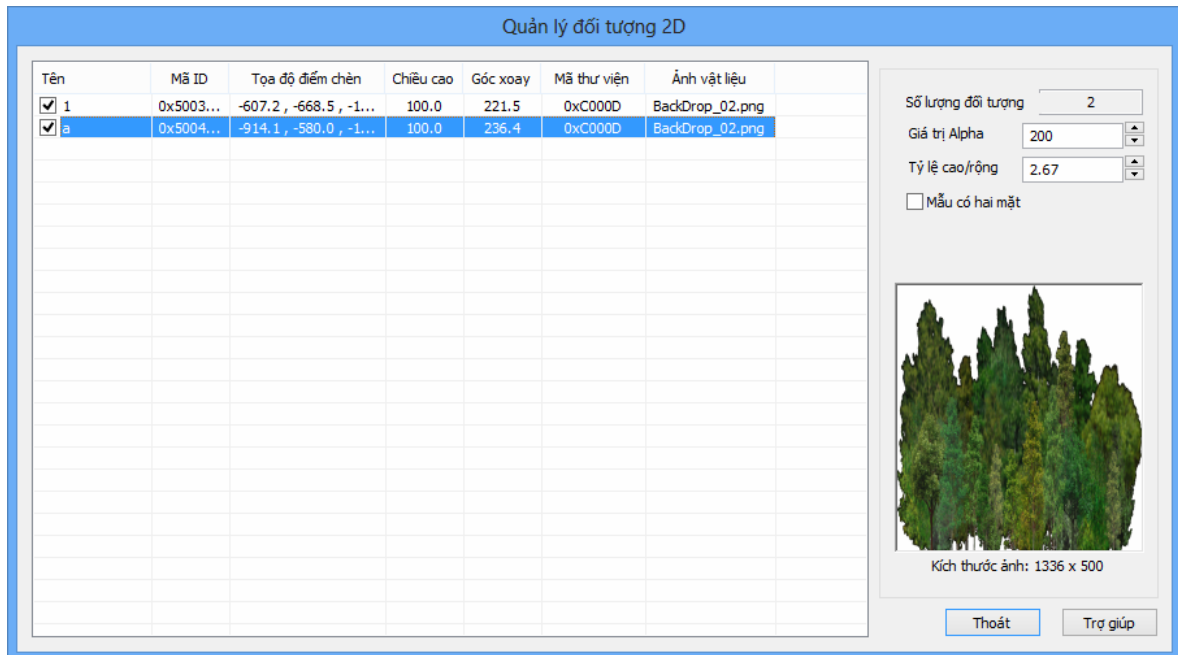 Quản lý đối tượng 2D
Tên Mã ID Tọa độ điểm chèn Chiều cao Góc xoay Mã thư viện Ảnh vật liệu
1 0x5003... -607.2 , -668.5 , -1... 100.0 221.5 0xC000D BackDrop_02.png
a 0x5004... -914.1 , -580.0 , -1... 100.0 236.4 0xC000D BackDrop_02.png
Số lượng đối tượng 2
Giá trị Alpha 200
Tỷ lệ cao/rộng 2.67
Mẫu có hai mặt
Kích thước ảnh: 1336 x 500
Thoát Trợ giúp